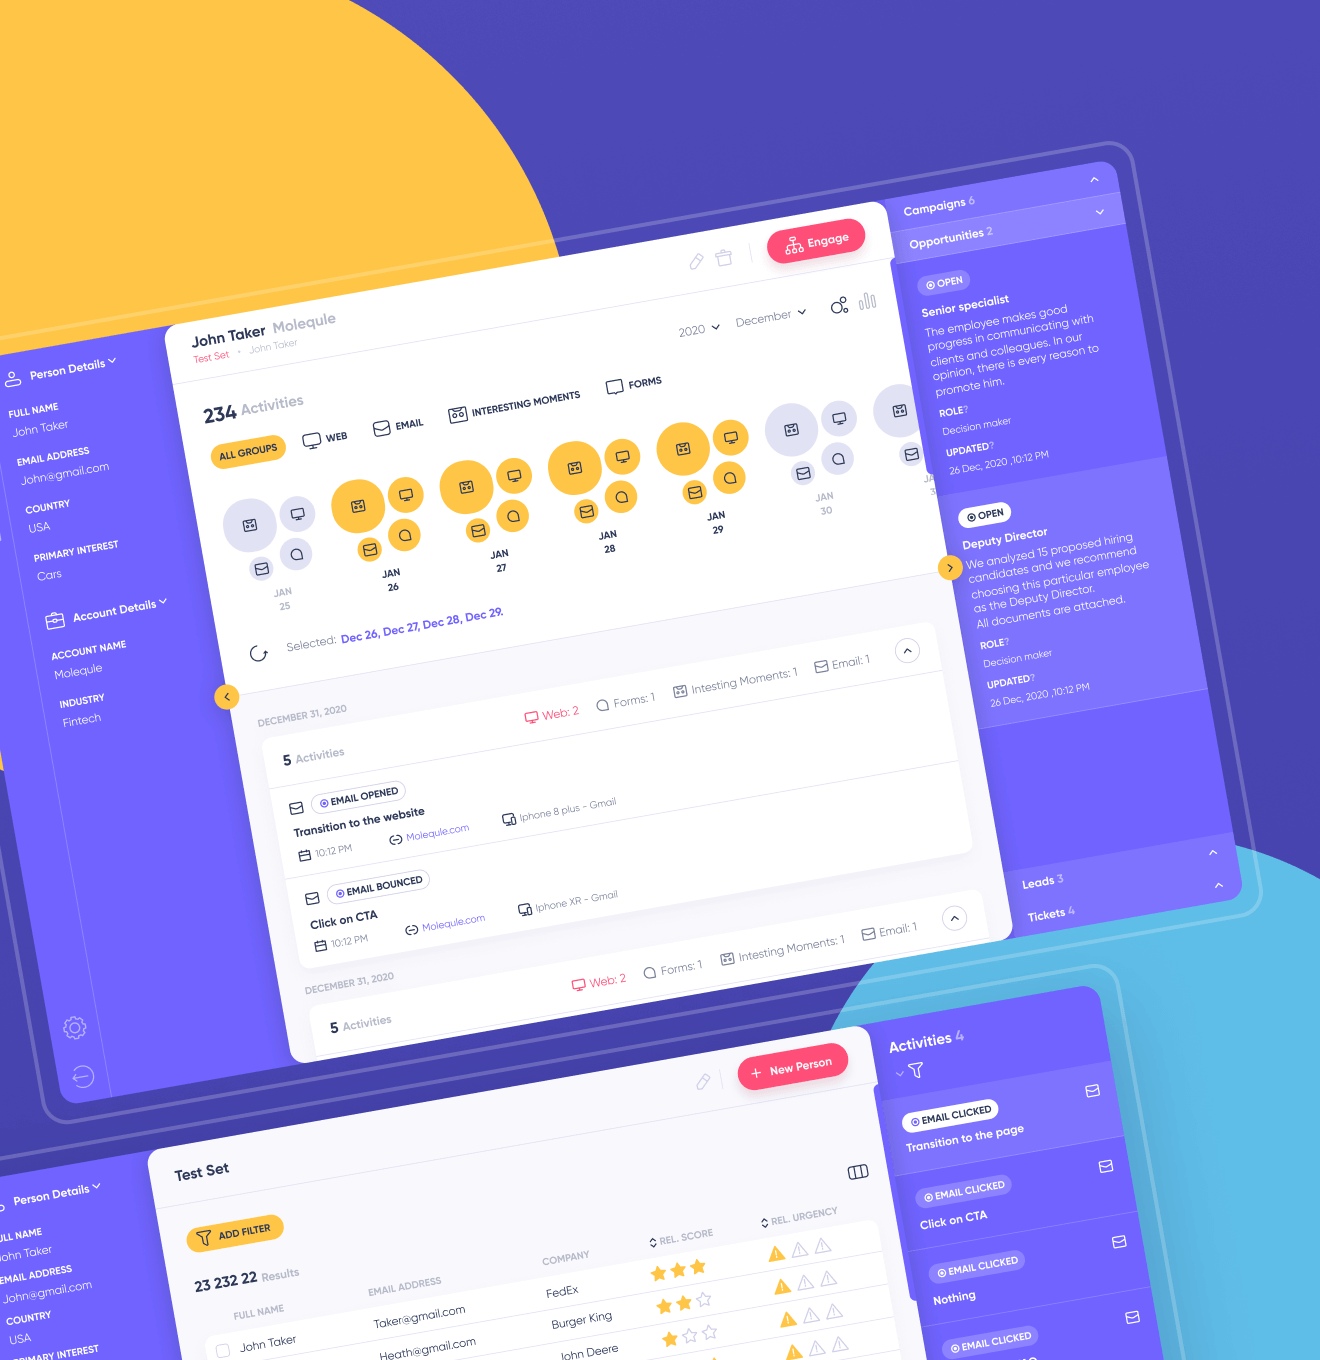 Person Details
FULL NAME
John Taker
EMAIL ADDRESS
John@gmail.com
COUNTRY
USA
PRIMARY INTEREST
Cars
Account Details
ACCOUNT NAME
Molequle
INDUSTRY
Fintech
John Taker Molequle
Test Set • John Taker
Engage
2020
December
234 Activities
ALL GROUPS
WEB
EMAIL
INTERESTING MOMENTS
FORMS
JAN
25
JAN
26
JAN
27
JAN
28
JAN
29
JAN
30
Selected: Dec 26, Dec 27, Dec 28, Dec 29.
DECEMBER 31, 2020
5 Activities
Web: 2
Forms: 1
Intesting Moments: 1
Email: 1
EMAIL OPENED
Transition to the website
10:12 PM
Molequle.com
Iphone 8 plus - Gmail
EMAIL BOUNCED
Click on CTA
10:12 PM
Molequle.com
Iphone XR - Gmail
DECEMBER 31, 2020
5 Activities
Web: 2
Forms: 1
Intesting Moments: 1
Email: 1
Campaigns 6
Opportunities 2
OPEN
Senior specialist
The employee makes good
progress in communicating with
clients and colleagues. In our
opinion, there is every reason to
promote him.
ROLE?
Decision maker
UPDATED?
26 Dec, 2020 ,10:12 PM
OPEN
Deputy Director
We analyzed 15 proposed hiring
candidates and we recommend
choosing this particular employee
as the Deputy Director.
All documents are attached.
ROLE?
Decision maker
UPDATED?
26 Dec, 2020 ,10:12 PM
Leads 3
Tickets 4
Person Details
LL NAME
ohn Taker
EMAIL ADDRESS
John@gmail.com
COUNTRY
USA
RIMARY INTEREST
Test Set
New Person
ADD FILTER
23 232 22 Results
FULL NAME
EMAIL ADDRESS
COMPANY
REL. SCORE
REL. URGENCY
John Taker
Taker@gmail.com
FedEx
Heath@gmail.com
Burger King
John Deere
Activities 4
EMAIL CLICKED
Transition to the page
EMAIL CLICKED
Click on CTA
EMAIL CLICKED
Nothing
EMAIL CLICKED